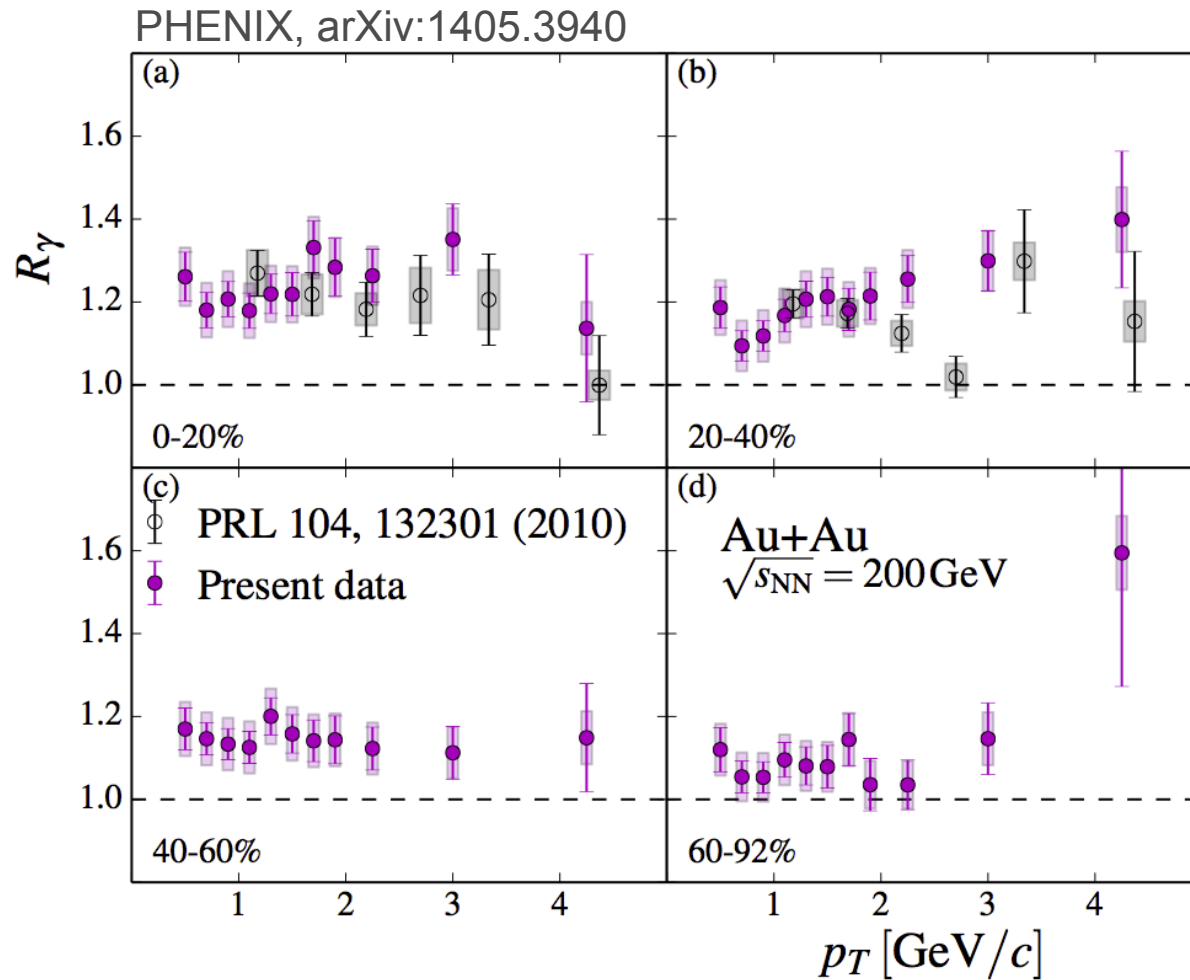 PHENIX, arXiv:1405.3940
(a)
(b)
1.6
1.4
1.2
1.0
R_γ
0-20%
20-40%
(c)
(d)
PRL 104, 132301 (2010)
Present data
Au+Au
√s_NN = 200 GeV
1.6
1.4
1.2
1.0
40-60%
60-92%
1 2 3 4 1 2 3 4
p_T [GeV/c]